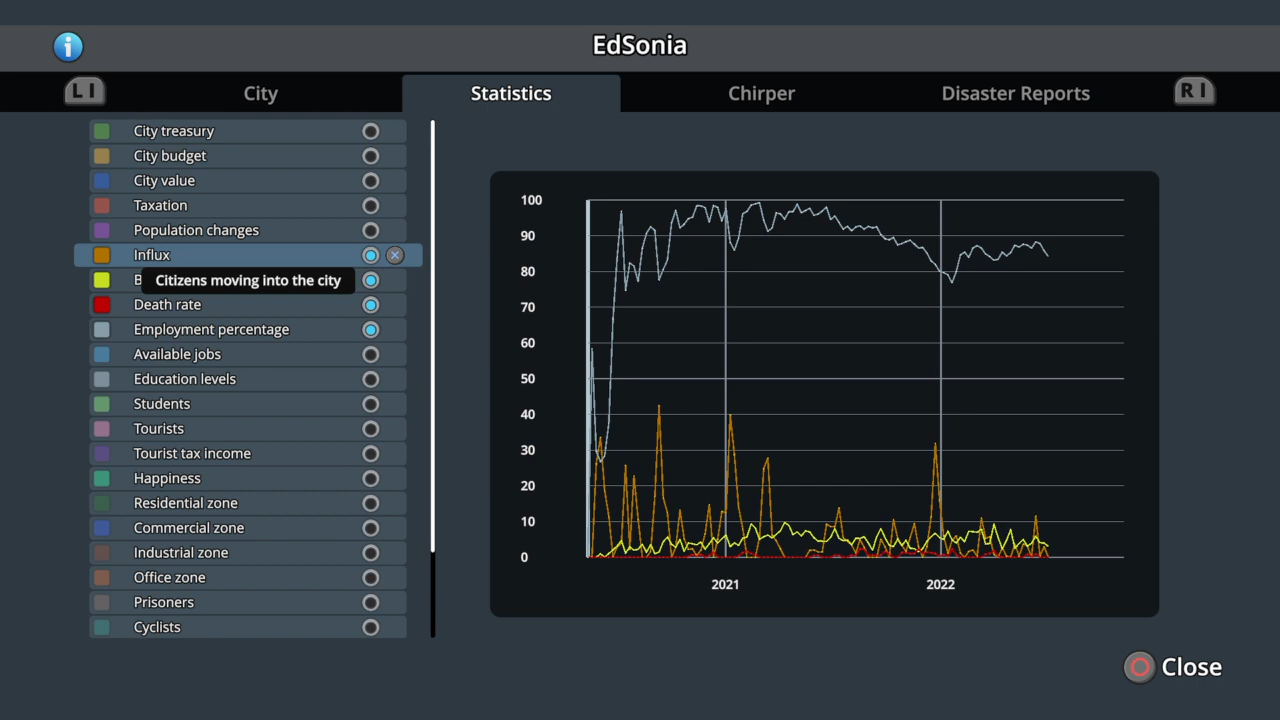 EdSonia
L1 City Statistics Chirper Disaster Reports R1
City treasury
City budget
City value
Taxation
Population changes
Influx
B
Citizens moving into the city
Death rate
Employment percentage
Available jobs
Education levels
Students
Tourists
Tourist tax income
Happiness
Residential zone
Commercial zone
Industrial zone
Office zone
Prisoners
Cyclists
100
90
80
70
60
50
40
30
20
10
0
2021 2022
Close